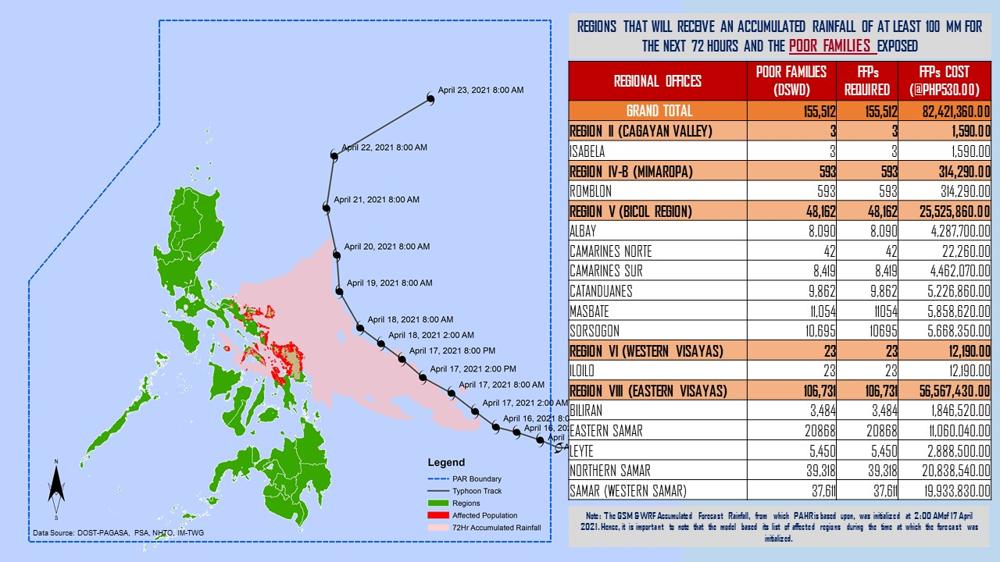 April 23, 2021 8:00 AM
April 22, 2021 8:00 AM
April 21, 2021 8:00 AM
April 20, 2021 8:00 AM
April 19, 2021 8:00 AM
April 18, 2021 8:00 AM
April 18, 2021 2:00 AM
April 17, 2021 8:00 PM
April 17, 2021 2:00 PM
April 17, 2021 8:00 AM
April 17, 2021 2:00 AM
April 16, 2021 8:0
April 16, 202
April
A
N
S
Legend
PAR Boundary
Typhoon Track
Regions
Affected Population
72Hr Accumulated Rainfall
Data Source: DOST-PAGASA, PSA, NHTO, IM-TWG
REGIONS THAT WILL RECEIVE AN ACCUMULATED RAINFALL OF AT LEAST 100 MM FOR
THE NEXT 72 HOURS AND THE POOR FAMILIES EXPOSED
REGIONAL OFFICES POOR FAMILIES (DSWD) FFPs REQUIRED FFPs COST (@PHP530.00)
GRAND TOTAL 155,512 155,512 82,421,360.00
REGION II (CAGAYAN VALLEY) 3 3 1,590.00
ISABELA 3 3 1,590.00
REGION IV-B (MIMAROPA) 593 593 314,290.00
ROMBLON 593 593 314,290.00
REGION V (BICOL REGION) 48,162 48,162 25,525,860.00
ALBAY 8,090 8,090 4,287,700.00
CAMARINES NORTE 42 42 22,260.00
CAMARINES SUR 8,419 8,419 4,462,070.00
CATANDUANES 9,862 9,862 5,226,860.00
MASBATE 11,054 11054 5,858,620.00
SORSOGON 10,695 10695 5,668,350.00
REGION VI (WESTERN VISAYAS) 23 23 12,190.00
ILOILO 23 23 12,190.00
REGION VIII (EASTERN VISAYAS) 106,731 106,731 56,567,430.00
BILIRAN 3,484 3,484 1,846,520.00
EASTERN SAMAR 20868 20868 11,060,040.00
LEYTE 5,450 5,450 2,888,500.00
NORTHERN SAMAR 39,318 39,318 20,838,540.00
SAMAR (WESTERN SAMAR) 37,611 37,611 19,933,830.00
Note: The GSM & WRF Accumulated Forecast Rainfall, from which PAHR is based upon, was initialized at 2:00 AM of 17 April
2021. Hence, it is important to note that the model based its list of affected regions during the time at which the forecast was
initialized.